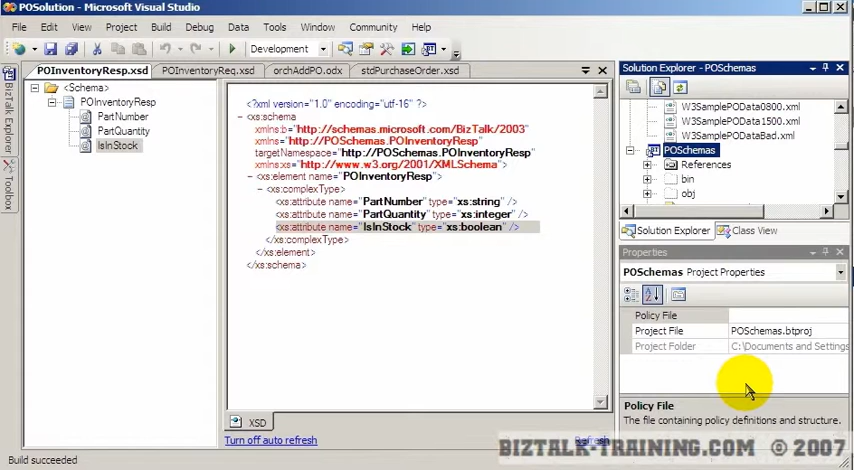 POSolution - Microsoft Visual Studio
File Edit View Project Build Debug Data Tools Window Community Help
Development
BizTalk Explorer
Toolbox
POInventoryResp.xsd POInventoryReq.xsd orchAddPO.odx stdPurchaseOrder.xsd
<Schema>
POInventoryResp
PartNumber
PartQuantity
IsInStock
<?xml version="1.0" encoding="utf-16" ?>
<xs:schema
xmlns:b="http://schemas.microsoft.com/BizTalk/2003"
xmlns="http://POSchemas.POInventoryResp"
targetNamespace="http://POSchemas.POInventoryResp"
xmlns:xs="http://www.w3.org/2001/XMLSchema">
<xs:element name="POInventoryResp">
<xs:complexType>
<xs:attribute name="PartNumber" type="xs:string" />
<xs:attribute name="PartQuantity" type="xs:integer" />
<xs:attribute name="IsInStock" type="xs:boolean" />
</xs:complexType>
</xs:element>
</xs:schema>
XSD
Turn off auto refresh
Refresh
Build succeeded
Solution Explorer - POSchemas
W3SamplePOData0800.xml
W3SamplePOData1500.xml
W3SamplePODataBad.xml
POSchemas
References
bin
obj
Solution Explorer Class View
Properties
POSchemas Project Properties
Policy File
Project File POSchemas.btproj
Project Folder C:\Documents and Settings
Policy File
The file containing policy definitions and structure.
BIZTALK-TRAINING.COM © 2007